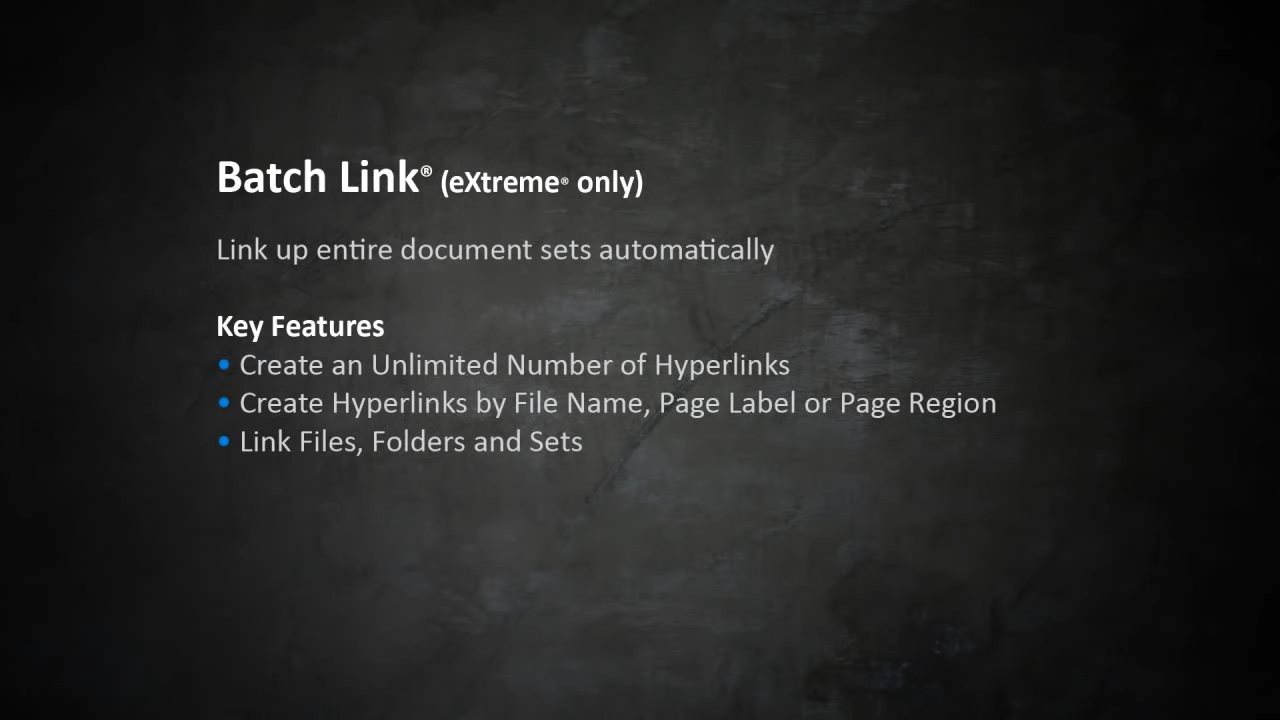 Batch Link® (eXtreme® only)
Link up entire document sets automatically
Key Features
• Create an Unlimited Number of Hyperlinks
• Create Hyperlinks by File Name, Page Label or Page Region
• Link Files, Folders and Sets